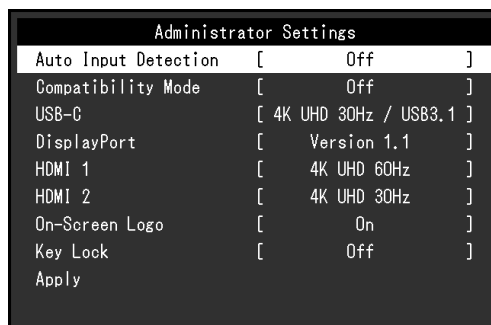 Administrator Settings
Auto Input Detection [ Off ]
Compatibility Mode [ Off ]
USB-C [ 4K UHD 30Hz / USB3.1 ]
DisplayPort [ Version 1.1 ]
HDMI 1 [ 4K UHD 60Hz ]
HDMI 2 [ 4K UHD 30Hz ]
On-Screen Logo [ On ]
Key Lock [ Off ]
Apply